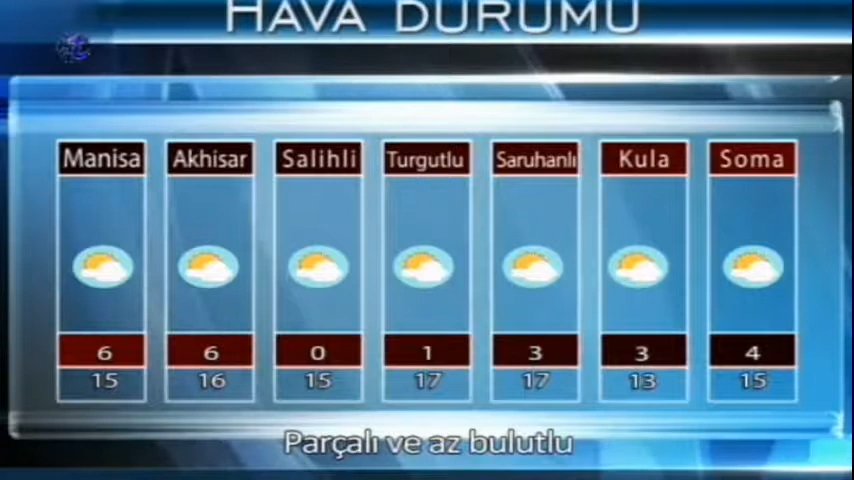 HAVA DURUMU
Manisa Akhisar Salihli Turgutlu Saruhanlı Kula Soma
6 6 0 1 3 3 4
15 16 15 17 17 13 15
Parçalı ve az bulutlu